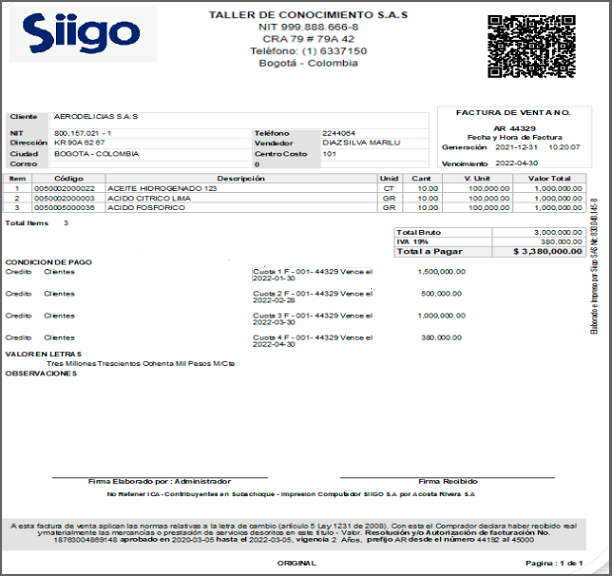 Siigo
TALLER DE CONOCIMIENTO S.A.S
NIT 999.888.666-8
CRA 79 # 79A 42
Teléfono: (1) 6337150
Bogotá - Colombia
Cliente AERODELICIAS S.A.S
NIT 800.157.021 - 1 Teléfono 2244064
Dirección KR 90A 62 67 Vendedor DIAZ SILVA MARILU
Ciudad BOGOTA - COLOMBIA Centro Costo 101
Correo 0
FACTURA DE VENTA NO.
AR 44329
Fecha y Hora de Factura
Generación 2021-12-31 10:20:07
Vencimiento 2022-04-30
Item Código Descripción Unid Cant V. Unit Valor Total
1 0050002000022 ACEITE HIDROGENADO 123 CT 10.00 100,000.00 1,000,000.00
2 0050002000003 ACIDO CITRICO LIMA GR 10.00 100,000.00 1,000,000.00
3 0050005000036 ACIDO FOSFORICO GR 10.00 100,000.00 1,000,000.00
Total Items 3
Total Bruto 3,000,000.00
IVA 19% 380,000.00
Total a Pagar $ 3,380,000.00
CONDICION DE PAGO
Credito Clientes Cuota 1 F - 001- 44329 Vence el 1,500,000.00
2022-01-30
Credito Clientes Cuota 2 F - 001- 44329 Vence el 500,000.00
2022-02-28
Credito Clientes Cuota 3 F - 001- 44329 Vence el 1,000,000.00
2022-03-30
Credito Clientes Cuota 4 F - 001- 44329 Vence el 380,000.00
2022-04-30
VALOR EN LETRAS
Tres Millones Trescientos Ochenta Mil Pesos M/Cte
OBSERVACIONES
Elaborado e Impreso por Siigo SAS Nit: 830.048.145-8
Firma Elaborado por : Administrador Firma Recibido
No Retener ICA - Contribuyentes en Subachoque - Impresion Computador SIIGO S.A por Acosta Rivera S.A
A esta factura de venta aplican las normas relativas a la letra de cambio (artículo 5 Ley 1231 de 2008). Con esta el Comprador declara haber recibido real
y materialmente las mercancías o prestación de servicios descritos en este título - Valor. Resolución y/o Autorización de facturación No.
18763004869148 aprobado en 2020-03-05 hasta el 2022-03-05, vigencia 2 Años, prefijo AR desde el número 44192 al 45000
ORIGINAL Pagina : 1 de 1